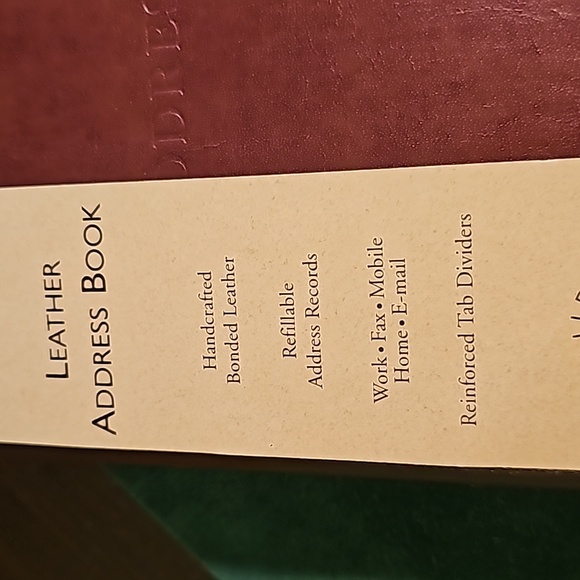 LEATHER
ADDRESS BOOK
Handcrafted
Bonded Leather
Refillable
Address Records
Work • Fax • Mobile
Home • E-mail
Reinforced Tab Dividers